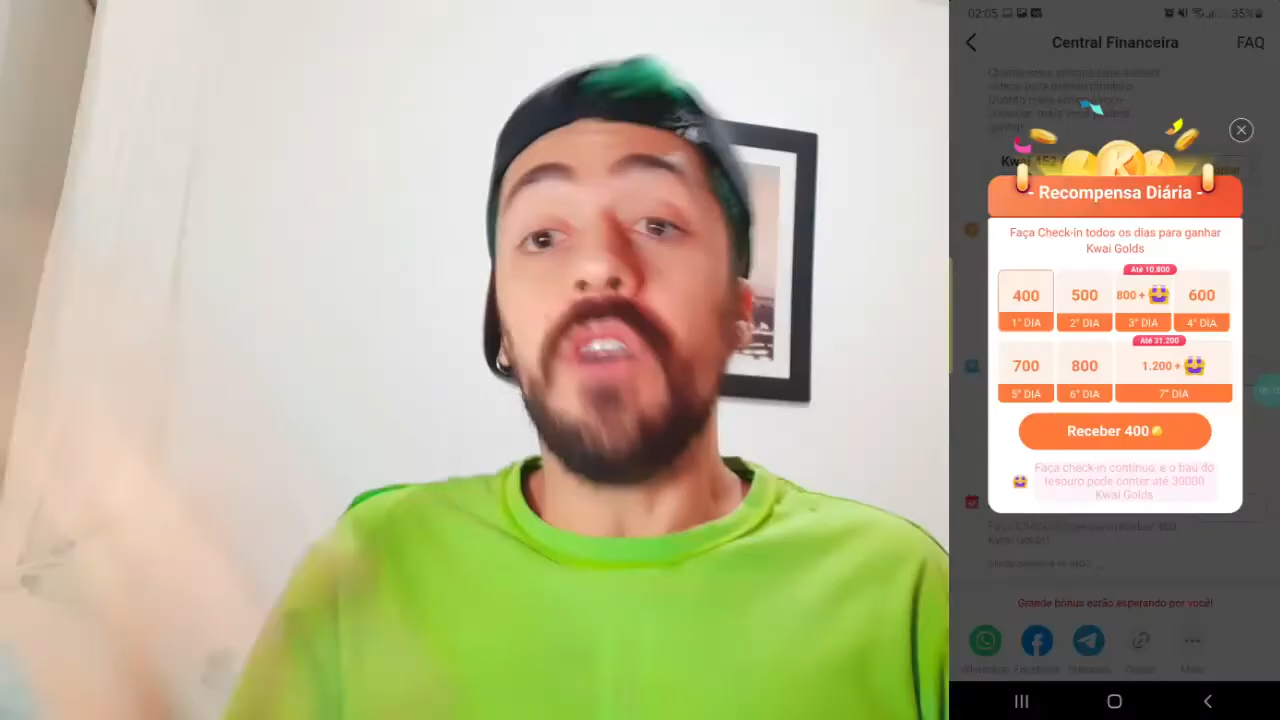 02:05
35%
Central Financeira
FAQ
- Recompensa Diária -
Faça Check-in todos os dias para ganhar
Kwai Golds
Até 10.800
400
500
800 +
600
1° DIA
2° DIA
3° DIA
4° DIA
Até 31.200
700
800
1.200 +
5° DIA
6° DIA
7° DIA
Receber 400
Faça check-in contínuo, e o baú do
tesouro pode conter até 30000
Kwai Golds
Grande bônus estão esperando por você!
WhatsApp
Facebook
Telegram